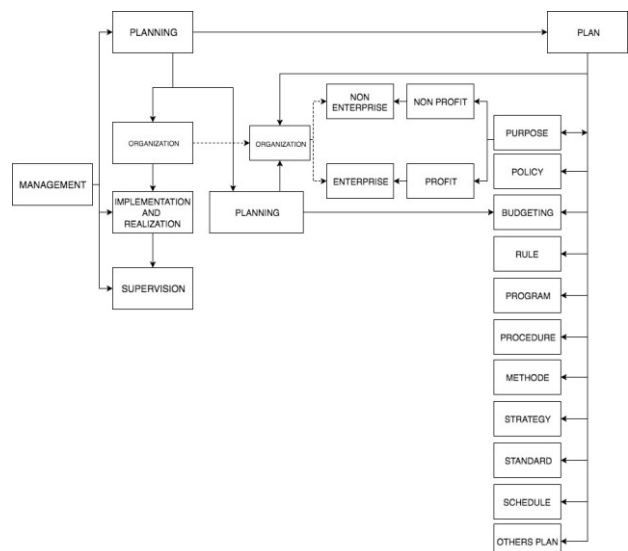 PLANNING
PLAN
NON
ENTERPRISE
NON PROFIT
ORGANIZATION
ORGANIZATION
PURPOSE
MANAGEMENT
ENTERPRISE
PROFIT
POLICY
IMPLEMENTATION
AND
REALIZATION
PLANNING
BUDGETING
RULE
SUPERVISION
PROGRAM
PROCEDURE
METHODE
STRATEGY
STANDARD
SCHEDULE
OTHERS PLAN